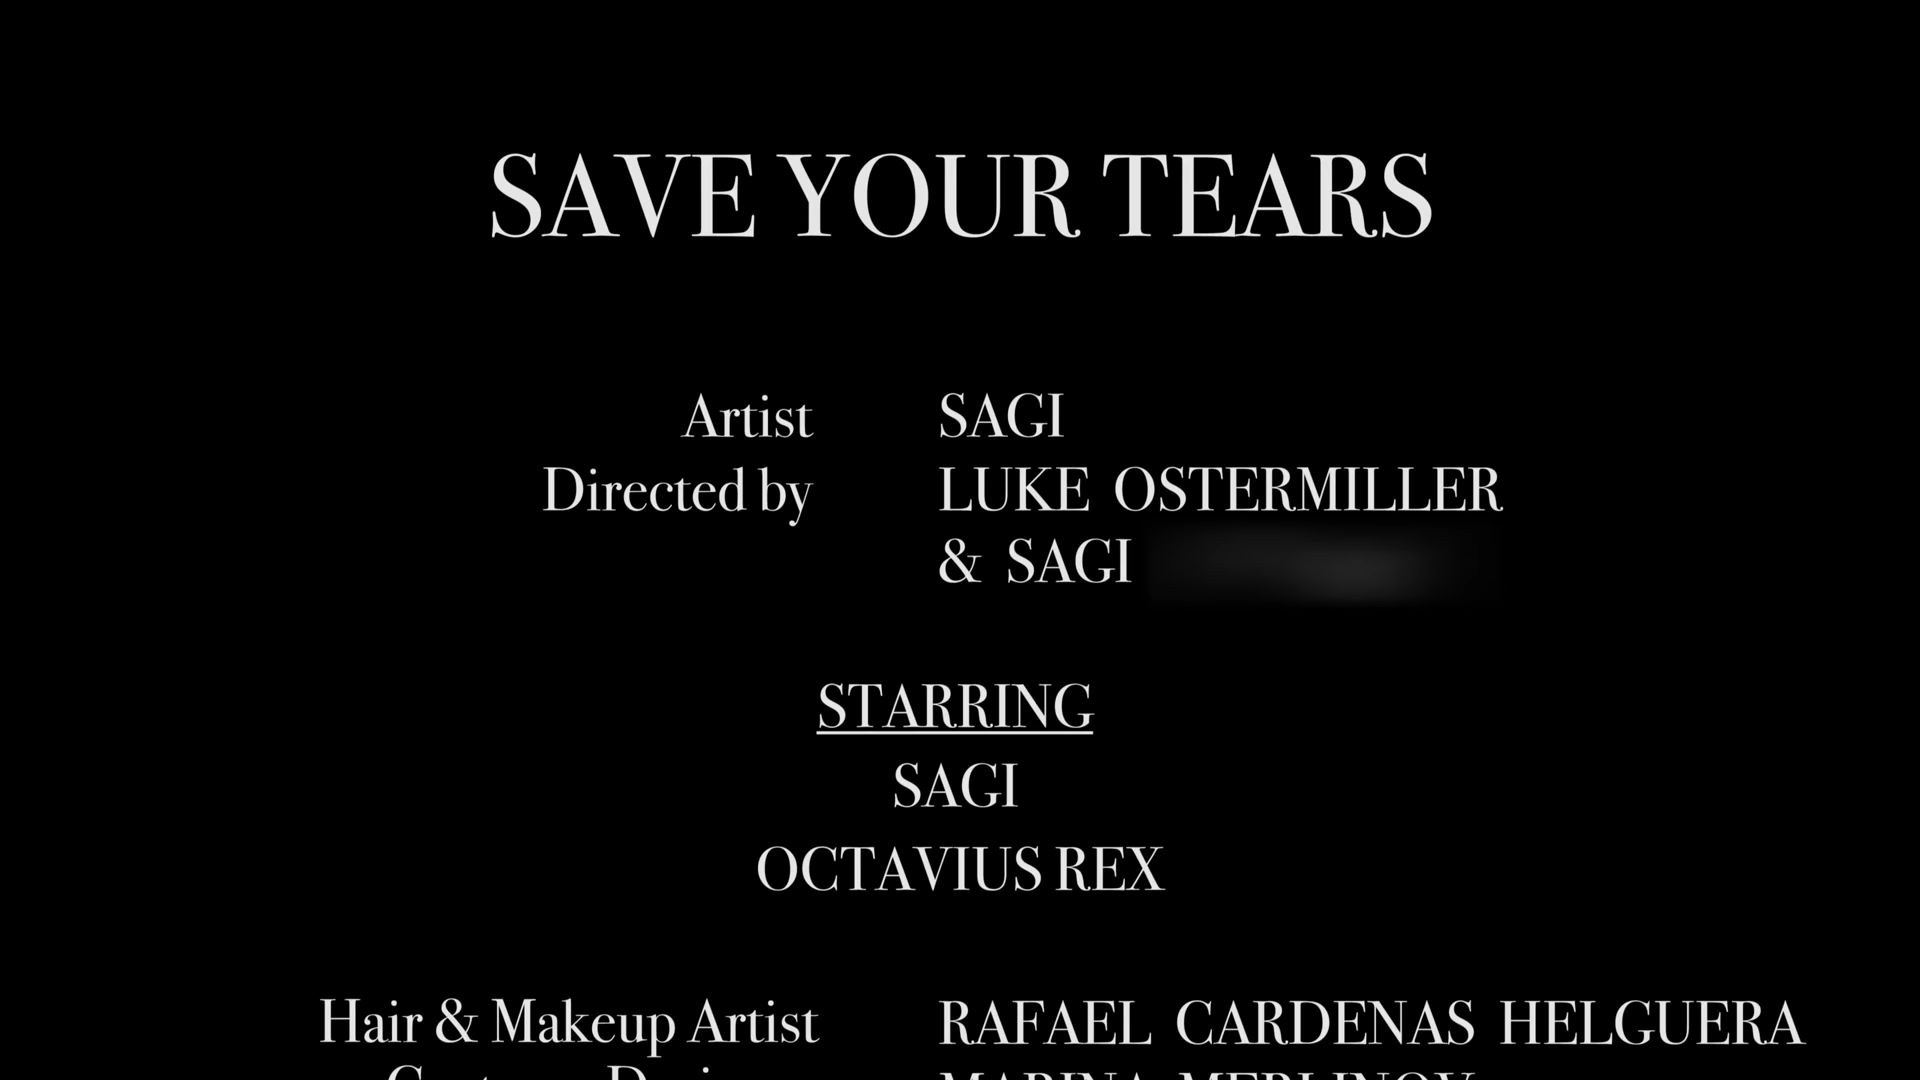 SAVE YOUR TEARS
Artist SAGI
Directed by LUKE OSTERMILLER
& SAGI
STARRING
SAGI
OCTAVIUS REX
Hair & Makeup Artist RAFAEL CARDENAS HELGUERA